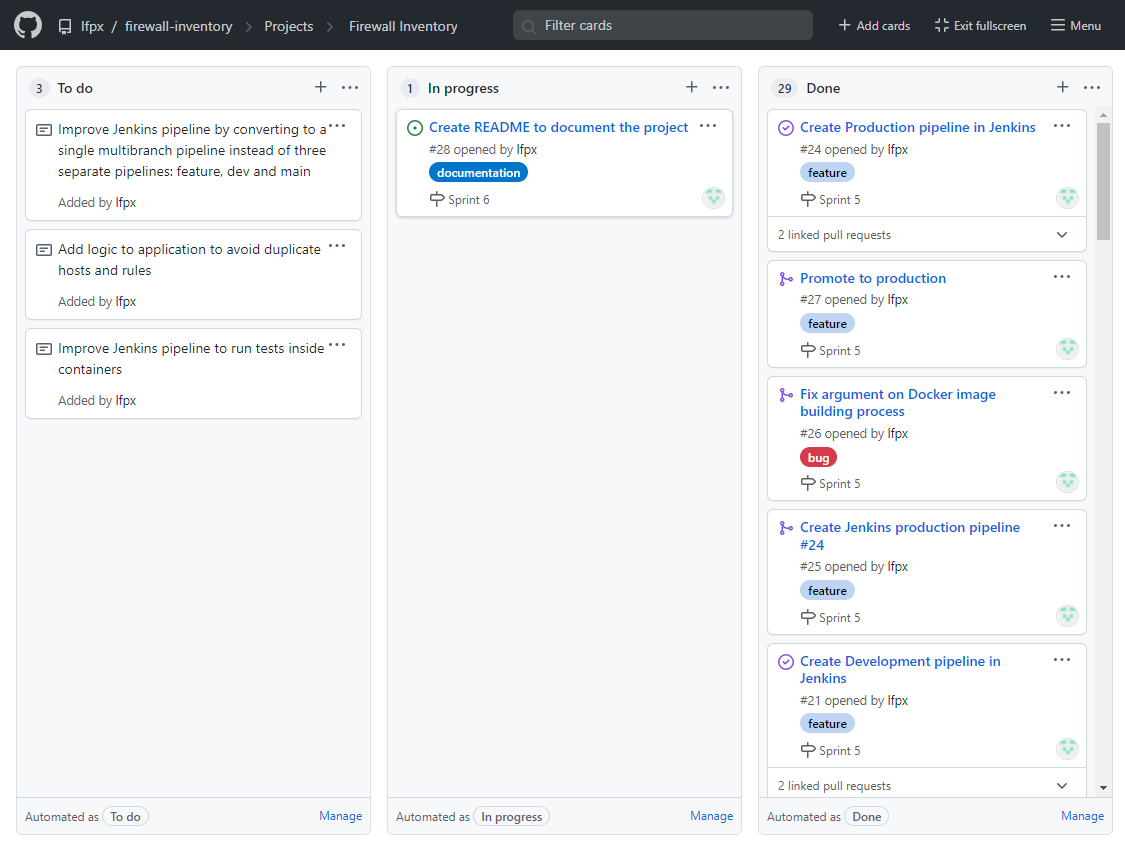 lfpx / firewall-inventory Projects Firewall Inventory Filter cards Add cards Exit fullscreen Menu
3 To do
Improve Jenkins pipeline by converting to a
single multibranch pipeline instead of three
separate pipelines: feature, dev and main
Added by lfpx
Add logic to application to avoid duplicate
hosts and rules
Added by lfpx
Improve Jenkins pipeline to run tests inside
containers
Added by lfpx
Automated as To do Manage
1 In progress
Create README to document the project
#28 opened by lfpx
documentation
Sprint 6
Automated as In progress Manage
29 Done
Create Production pipeline in Jenkins
#24 opened by lfpx
feature
Sprint 5
2 linked pull requests
Promote to production
#27 opened by lfpx
feature
Sprint 5
Fix argument on Docker image
building process
#26 opened by lfpx
bug
Sprint 5
Create Jenkins production pipeline
#24
#25 opened by lfpx
feature
Sprint 5
Create Development pipeline in
Jenkins
#21 opened by lfpx
feature
Sprint 5
2 linked pull requests
Automated as Done Manage